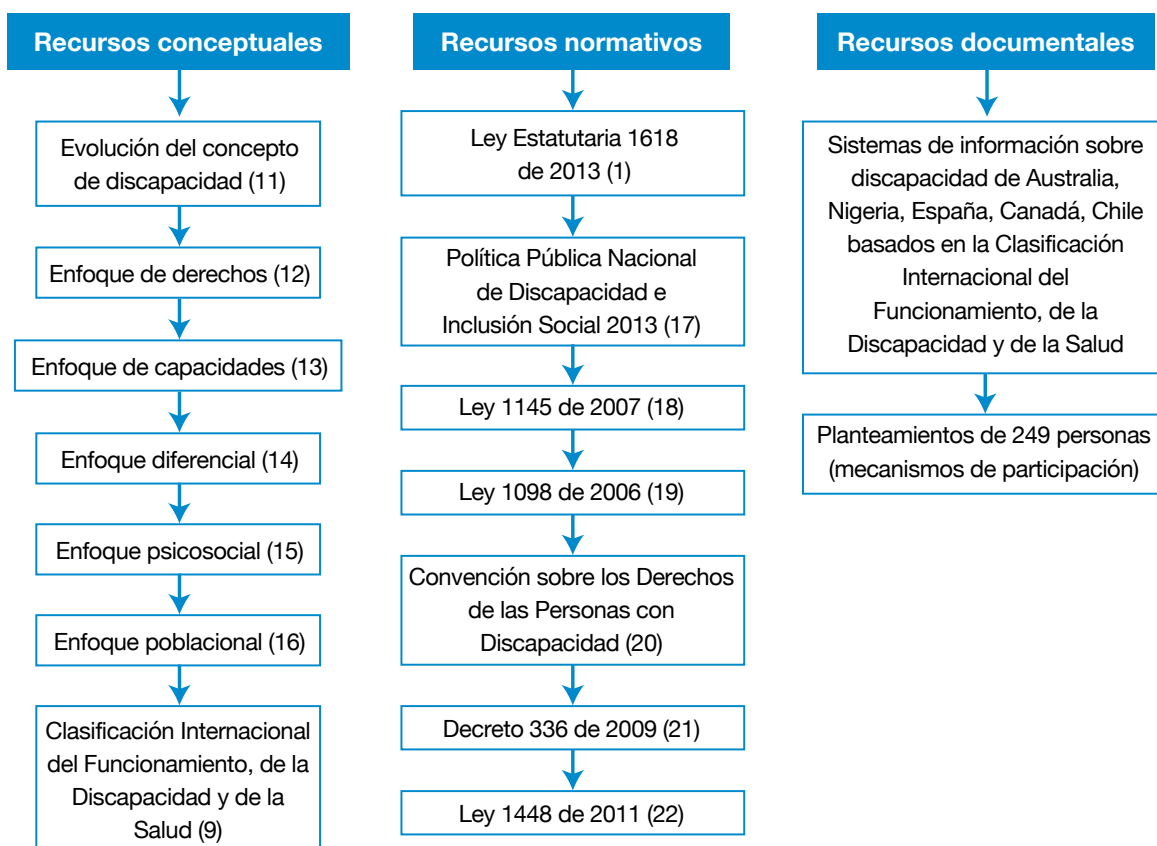 Recursos conceptuales
Evolución del concepto
de discapacidad (11)
Enfoque de derechos (12)
Enfoque de capacidades (13)
Enfoque diferencial (14)
Enfoque psicosocial (15)
Enfoque poblacional (16)
Clasificación Internacional
del Funcionamiento, de la
Discapacidad y de la
Salud (9)
Recursos normativos
Ley Estatutaria 1618
de 2013 (1)
Política Pública Nacional
de Discapacidad e
Inclusión Social 2013 (17)
Ley 1145 de 2007 (18)
Ley 1098 de 2006 (19)
Convención sobre los Derechos
de las Personas con
Discapacidad (20)
Decreto 336 de 2009 (21)
Ley 1448 de 2011 (22)
Recursos documentales
Sistemas de información sobre
discapacidad de Australia,
Nigeria, España, Canadá, Chile
basados en la Clasificación
Internacional del
Funcionamiento, de la
Discapacidad y de la Salud
Planteamientos de 249 personas
(mecanismos de participación)